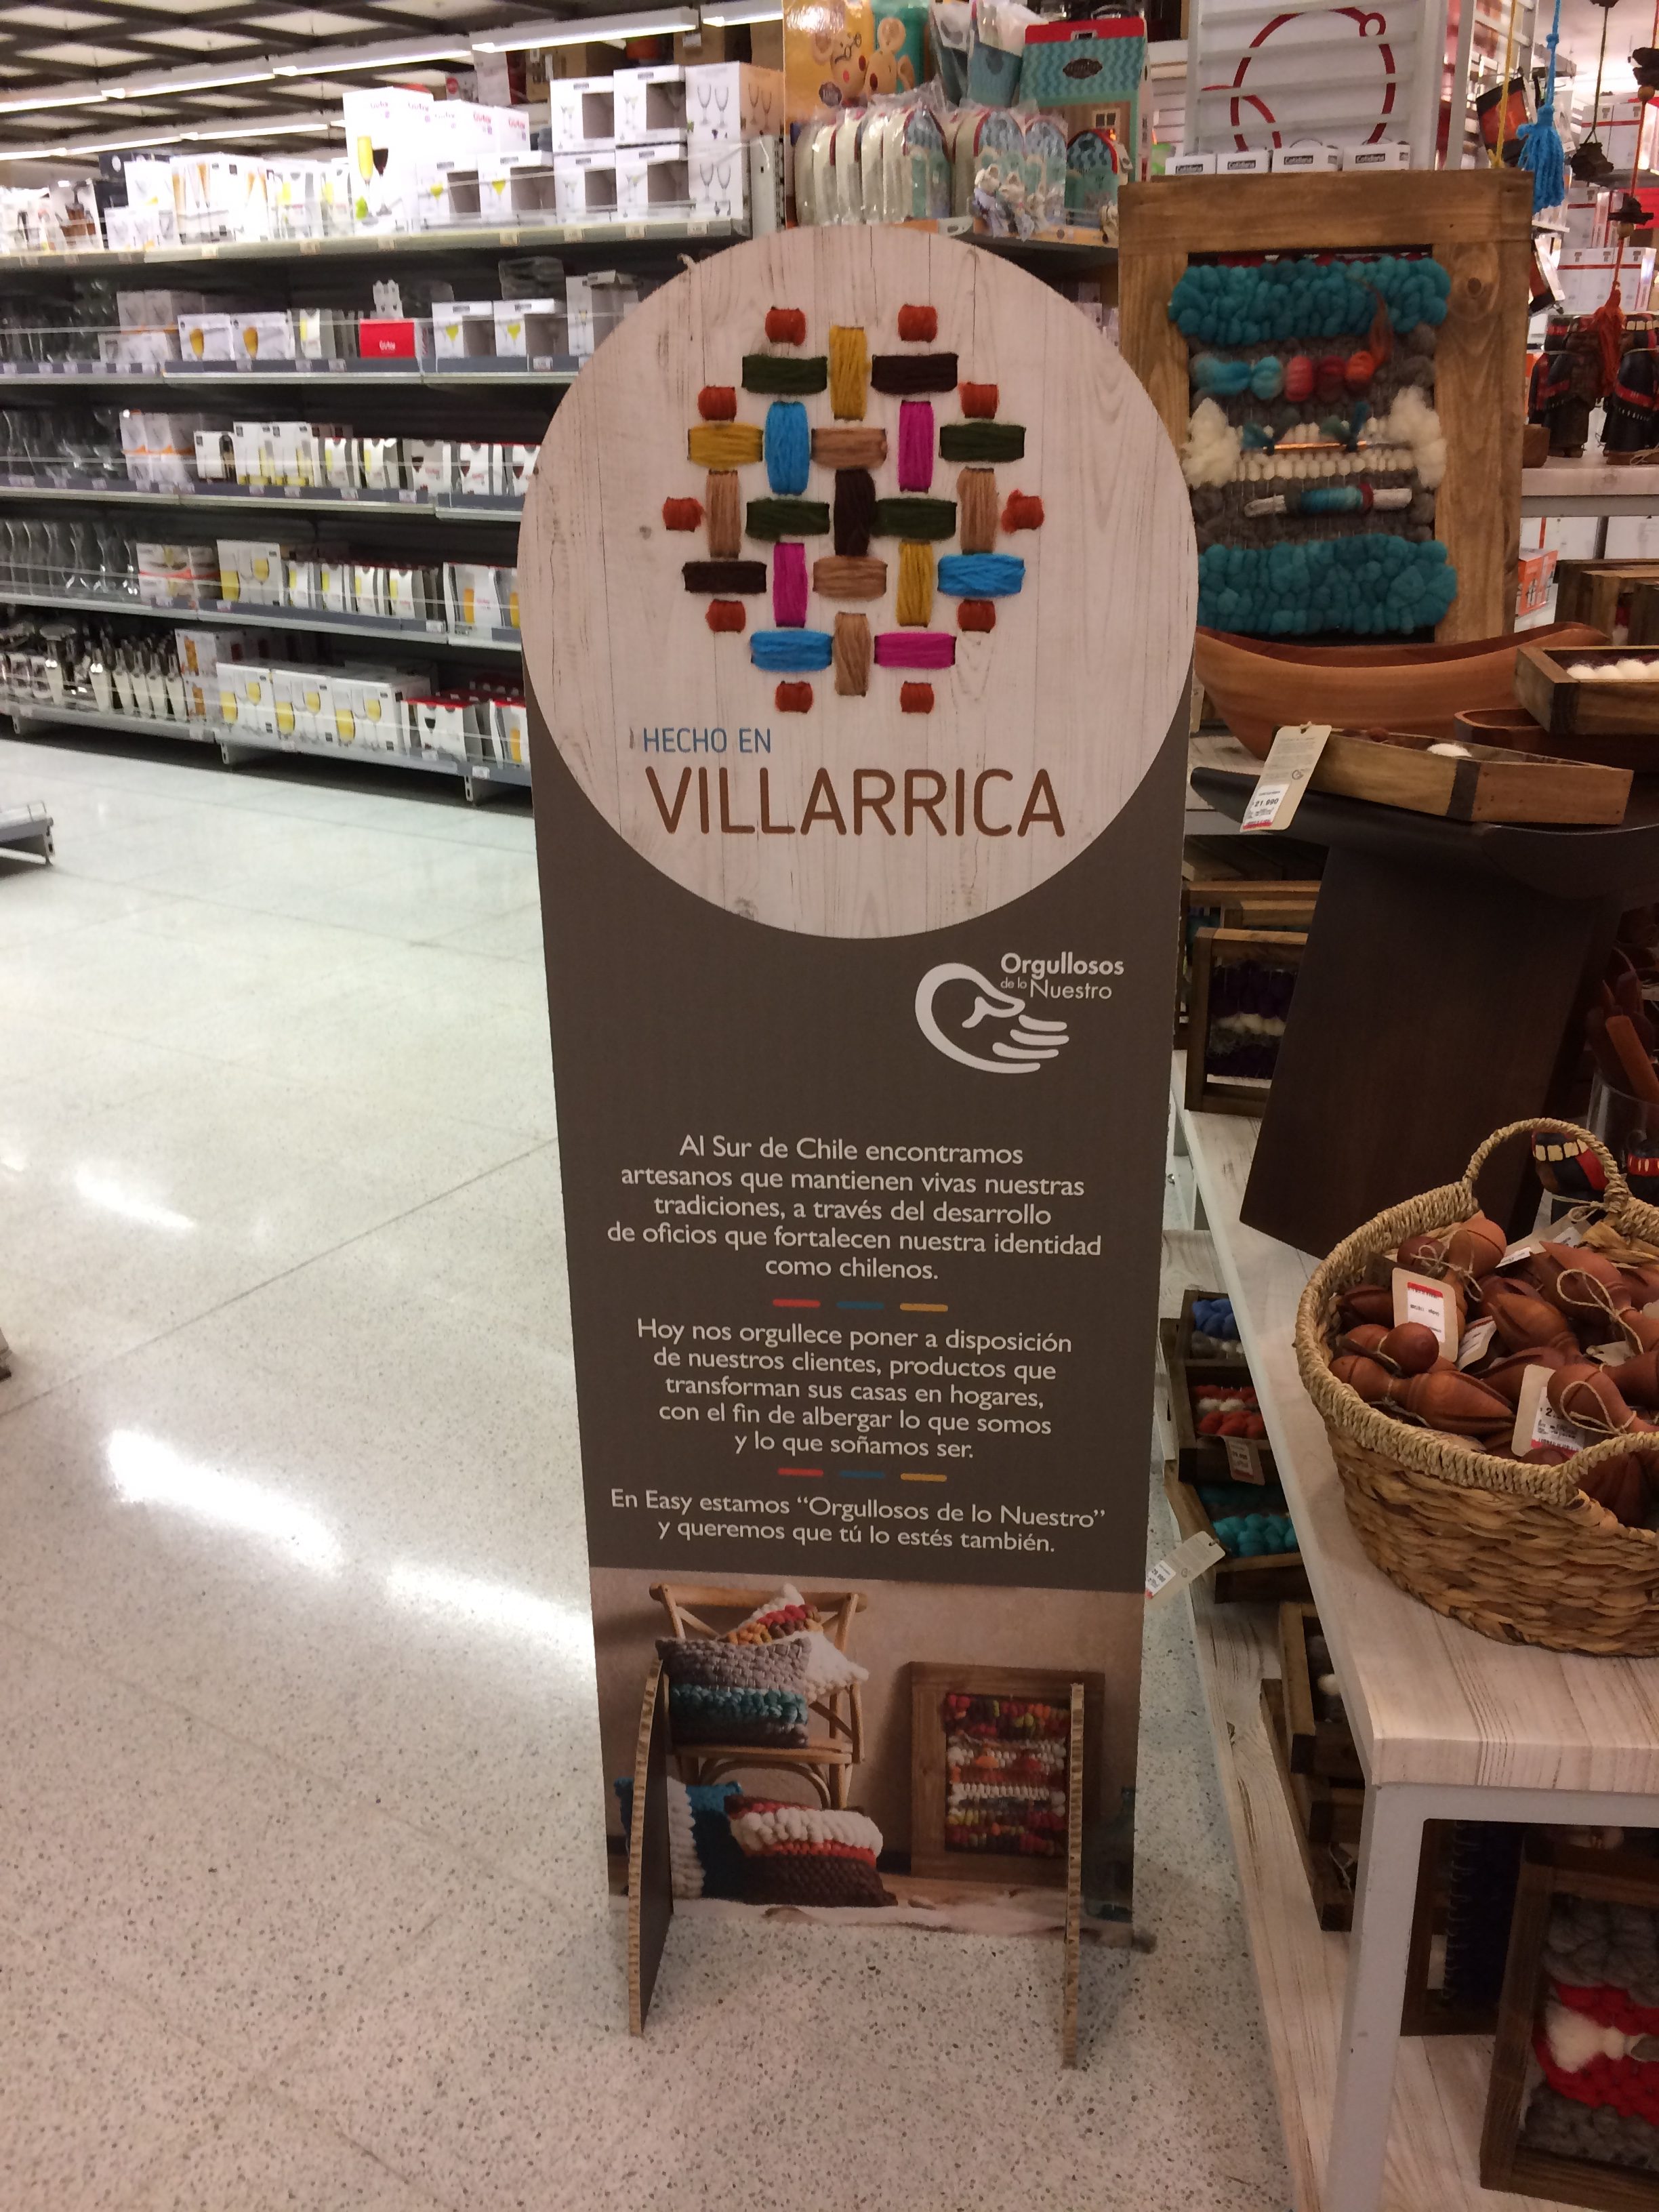 HECHO EN
VILLARRICA
Orgullosos
de lo Nuestro
Al Sur de Chile encontramos
artesanos que mantienen vivas nuestras
tradiciones, a través del desarrollo
de oficios que fortalecen nuestra identidad
como chilenos.
Hoy nos orgullece poner a disposición
de nuestros clientes, productos que
transforman sus casas en hogares,
con el fin de albergar lo que somos
y lo que soñamos ser.
En Easy estamos “Orgullosos de lo Nuestro”
y queremos que tú lo estés también.
21.990